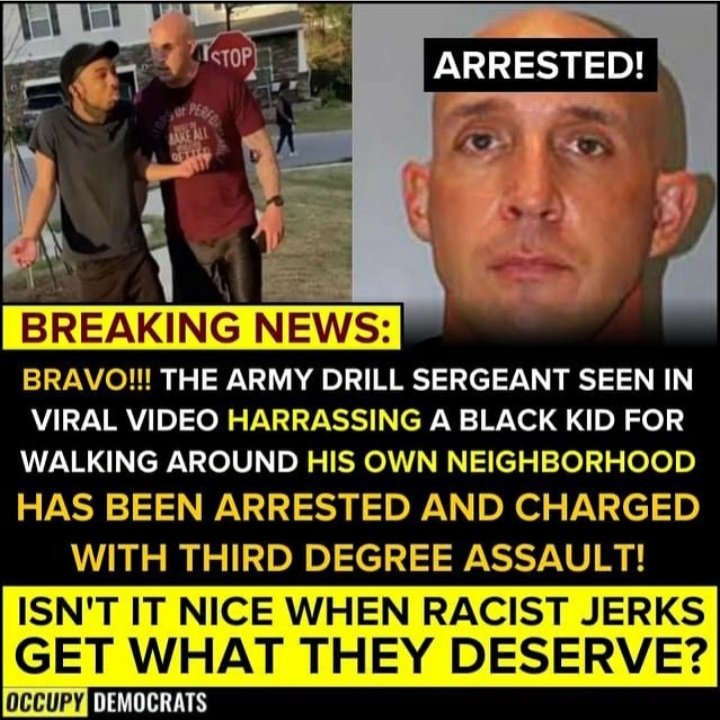 STOP
ARRESTED!
BREAKING NEWS:
BRAVO!!! THE ARMY DRILL SERGEANT SEEN IN
VIRAL VIDEO HARRASSING A BLACK KID FOR
WALKING AROUND HIS OWN NEIGHBORHOOD
HAS BEEN ARRESTED AND CHARGED
WITH THIRD DEGREE ASSAULT!
ISN'T IT NICE WHEN RACIST JERKS
GET WHAT THEY DESERVE?
OCCUPY DEMOCRATS